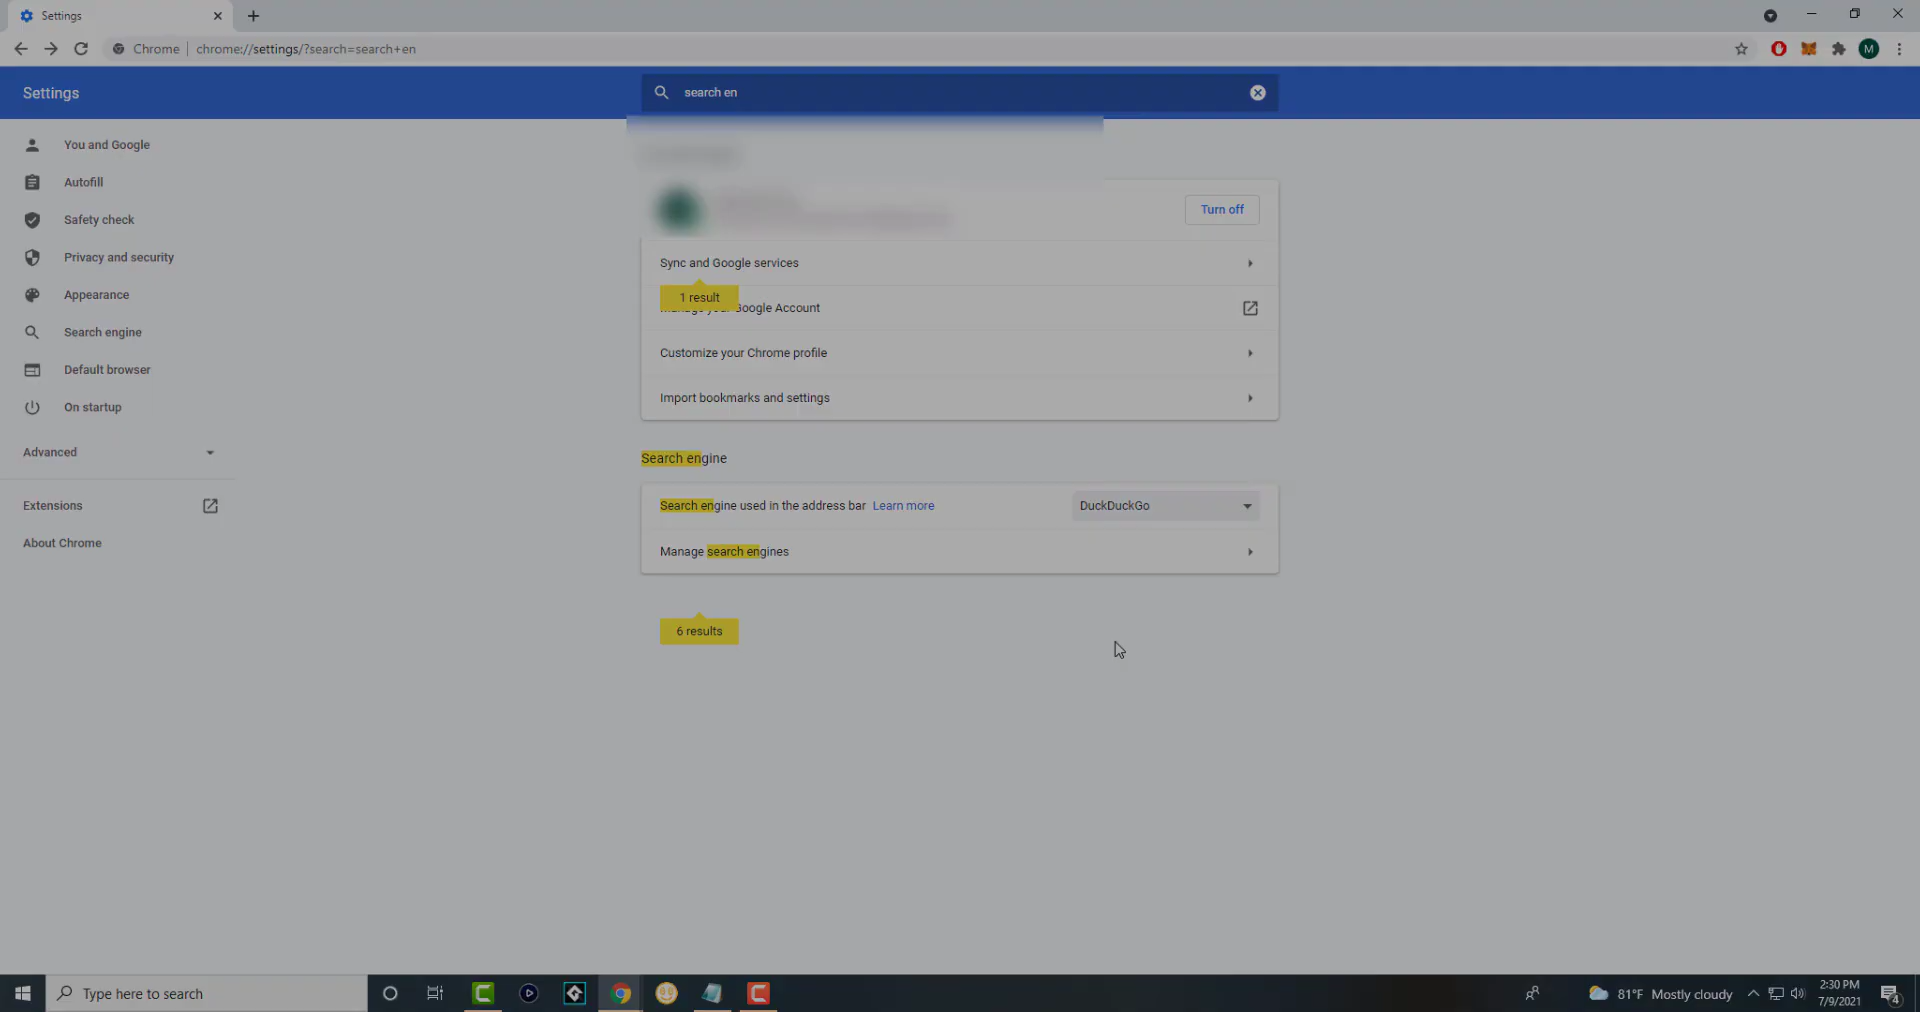 Settings
Chrome
chrome://settings/?search=search+en
M
Settings
search en
You and Google
Autofill
Safety check
Privacy and security
Appearance
Search engine
Default browser
On startup
Advanced
Extensions
About Chrome
Turn off
Sync and Google services
1 result
Google Account
Customize your Chrome profile
Import bookmarks and settings
Search engine
Search engine used in the address bar Learn more
DuckDuckGo
Manage search engines
6 results
Type here to search
81°F Mostly cloudy
2:30 PM
7/9/2021
4